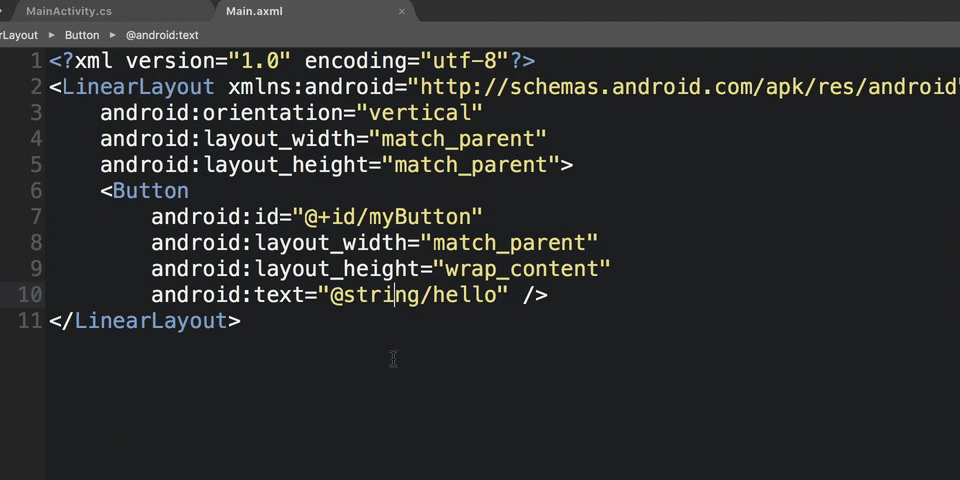 MainActivity.cs
Main.axml
rLayout Button @android:text
1 <?xml version="1.0" encoding="utf-8"?>
2 <LinearLayout xmlns:android="http://schemas.android.com/apk/res/android"
3 android:orientation="vertical"
4 android:layout_width="match_parent"
5 android:layout_height="match_parent">
6 <Button
7 android:id="@+id/myButton"
8 android:layout_width="match_parent"
9 android:layout_height="wrap_content"
10 android:text="@string/hello" />
11 </LinearLayout>